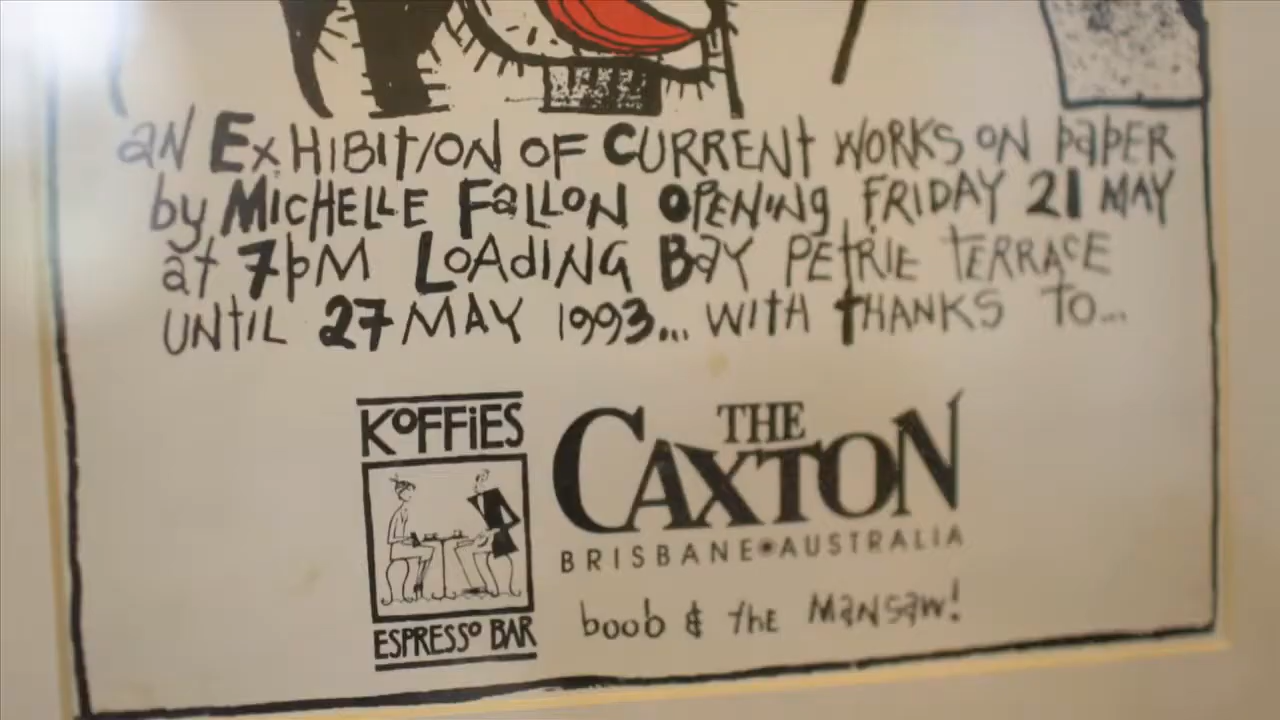 aN ExHIBITION OF CURRENt WORKS ON papER
by MICHELLE FaLLON OPENiNg FRIDAY 21 MAY
at 7pM LOAdING BaY PEtRIE tERRACE
UNtIL 27 MAY 1993... WITH tHANKS TO...
KOFFiES
ESPRESSO BAR
THE
CAXTON
BRISBANE*AUSTRALIA
boob & the MaNsaw!